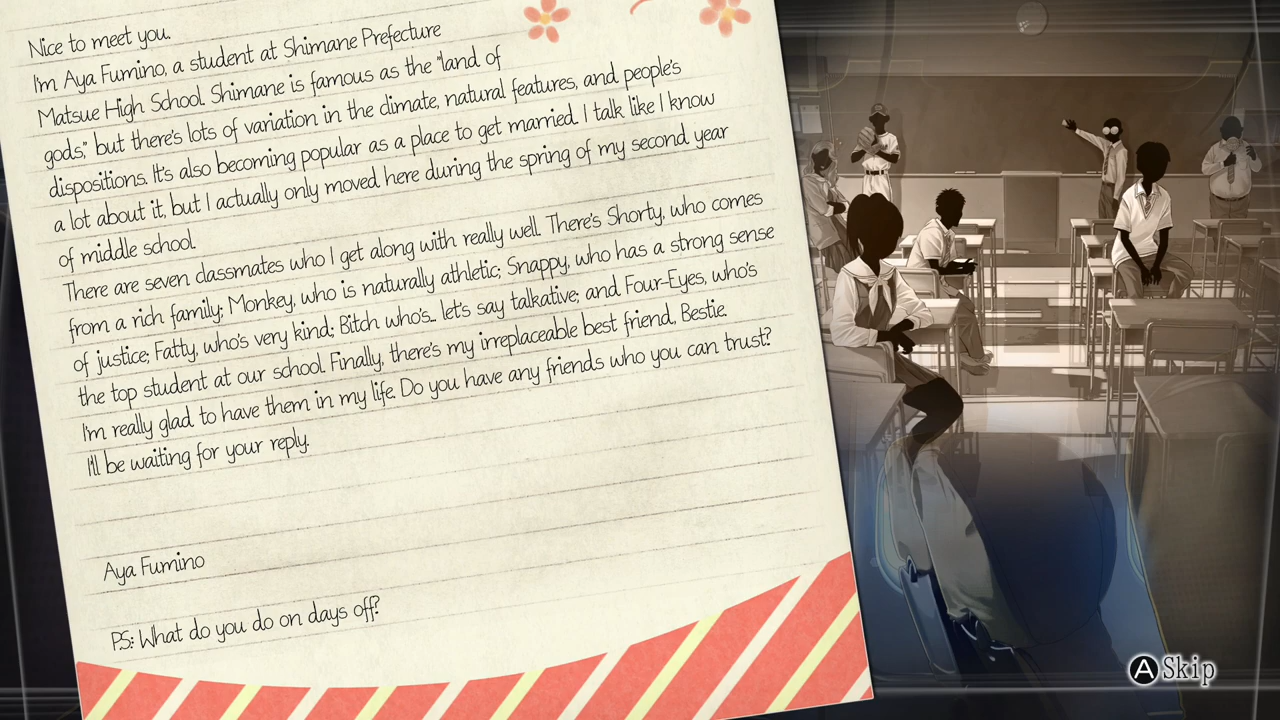 Nice to meet you.
I'm Aya Fumino, a student at Shimane Prefecture
Matsue High School. Shimane is famous as the "land of
gods," but there's lots of variation in the climate, natural features, and people's
dispositions. It's also becoming popular as a place to get married. I talk like I know
a lot about it, but I actually only moved here during the spring of my second year
of middle school.
There are seven classmates who I get along with really well. There's Shorty, who comes
from a rich family; Monkey, who is naturally athletic; Snappy, who has a strong sense
of justice; Fatty, who's very kind; Bitch who's... let's say talkative; and Four-Eyes, who's
the top student at our school. Finally, there's my irreplaceable best friend, Bestie.
I'm really glad to have them in my life. Do you have any friends who you can trust?
I'll be waiting for your reply.
Aya Fumino
PS: What do you do on days off?
A Skip